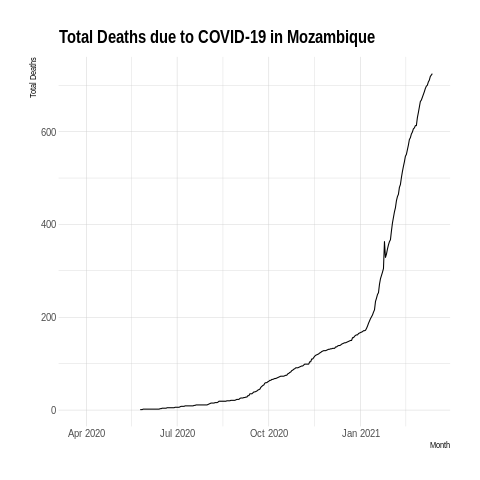 Total Deaths due to COVID-19 in Mozambique
Total Deaths
600
400
200
0
Apr 2020 Jul 2020 Oct 2020 Jan 2021
Month